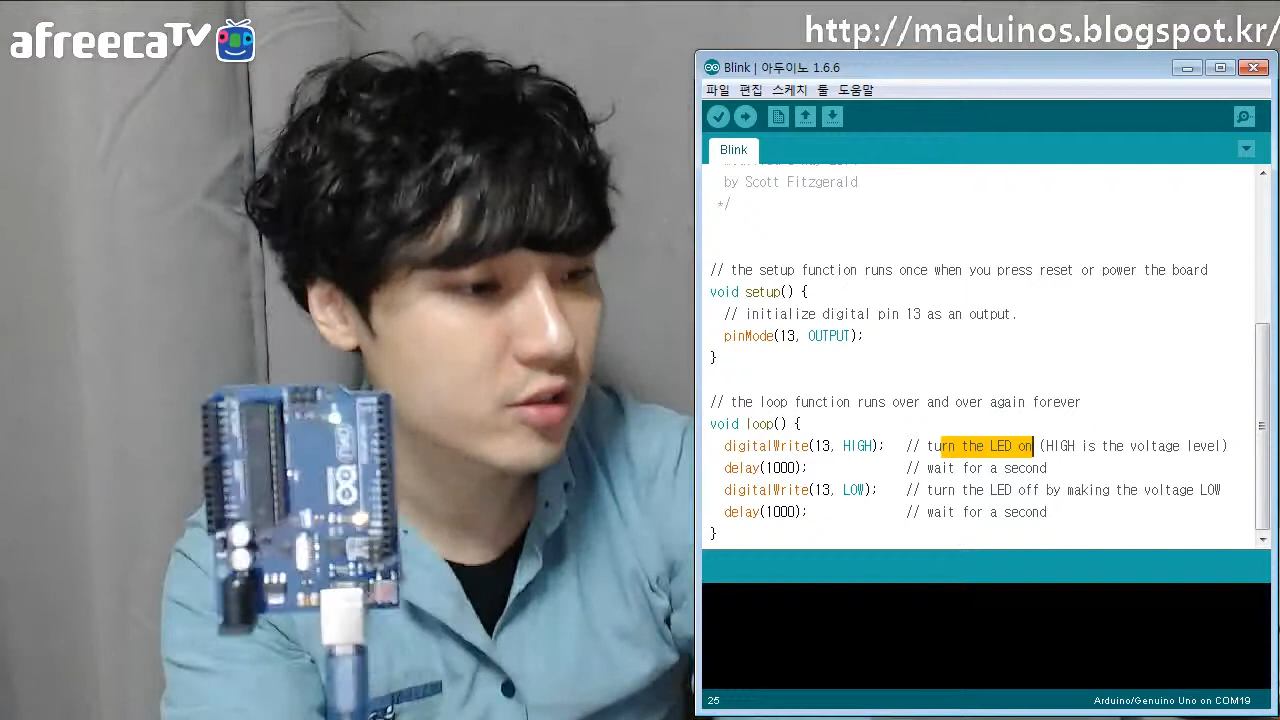 afreecaTV
http://maduinos.blogspot.kr/
Blink | 아두이노 1.6.6
파일 편집 스케치 툴 도움말
Blink
by Scott Fitzgerald
*/
// the setup function runs once when you press reset or power the board
void setup() {
// initialize digital pin 13 as an output.
pinMode(13, OUTPUT);
}
// the loop function runs over and over again forever
void loop() {
digitalWrite(13, HIGH); // turn the LED on (HIGH is the voltage level)
delay(1000); // wait for a second
digitalWrite(13, LOW); // turn the LED off by making the voltage LOW
delay(1000); // wait for a second
}
25
Arduino/Genuino Uno on COM19